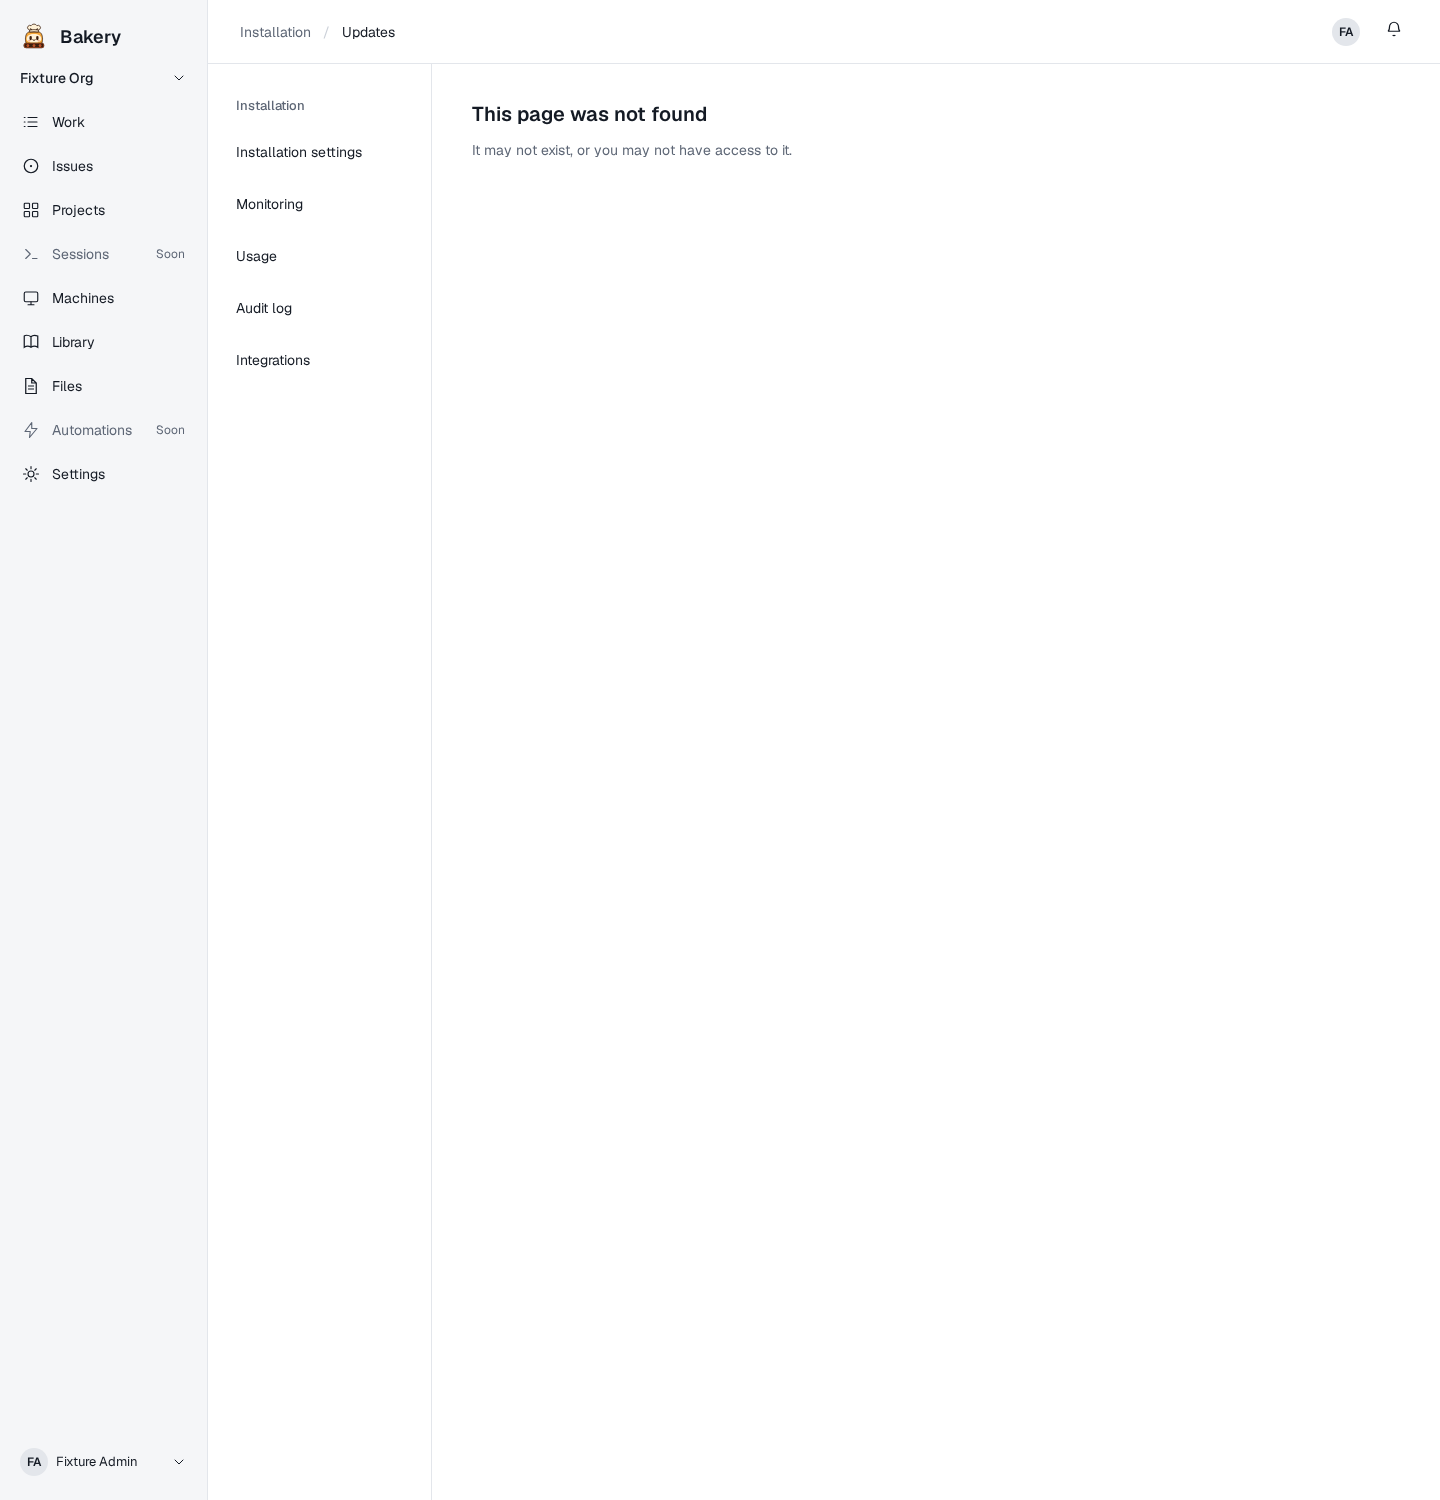 Bakery
Fixture Org
Work
Issues
Projects
Sessions Soon
Machines
Library
Files
Automations Soon
Settings
FA Fixture Admin
Installation / Updates
FA
Installation
Installation settings
Monitoring
Usage
Audit log
Integrations
This page was not found
It may not exist, or you may not have access to it.